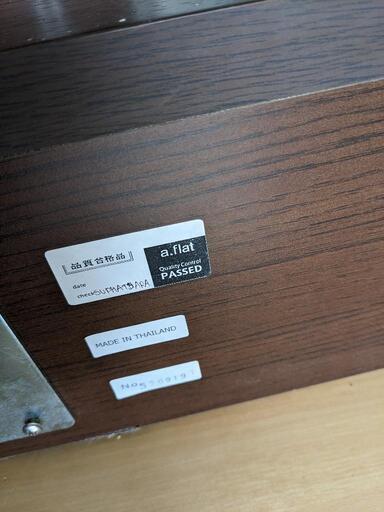 品質合格品
a.flat
Quality Control
PASSED
date
check
MADE IN THAILAND
No